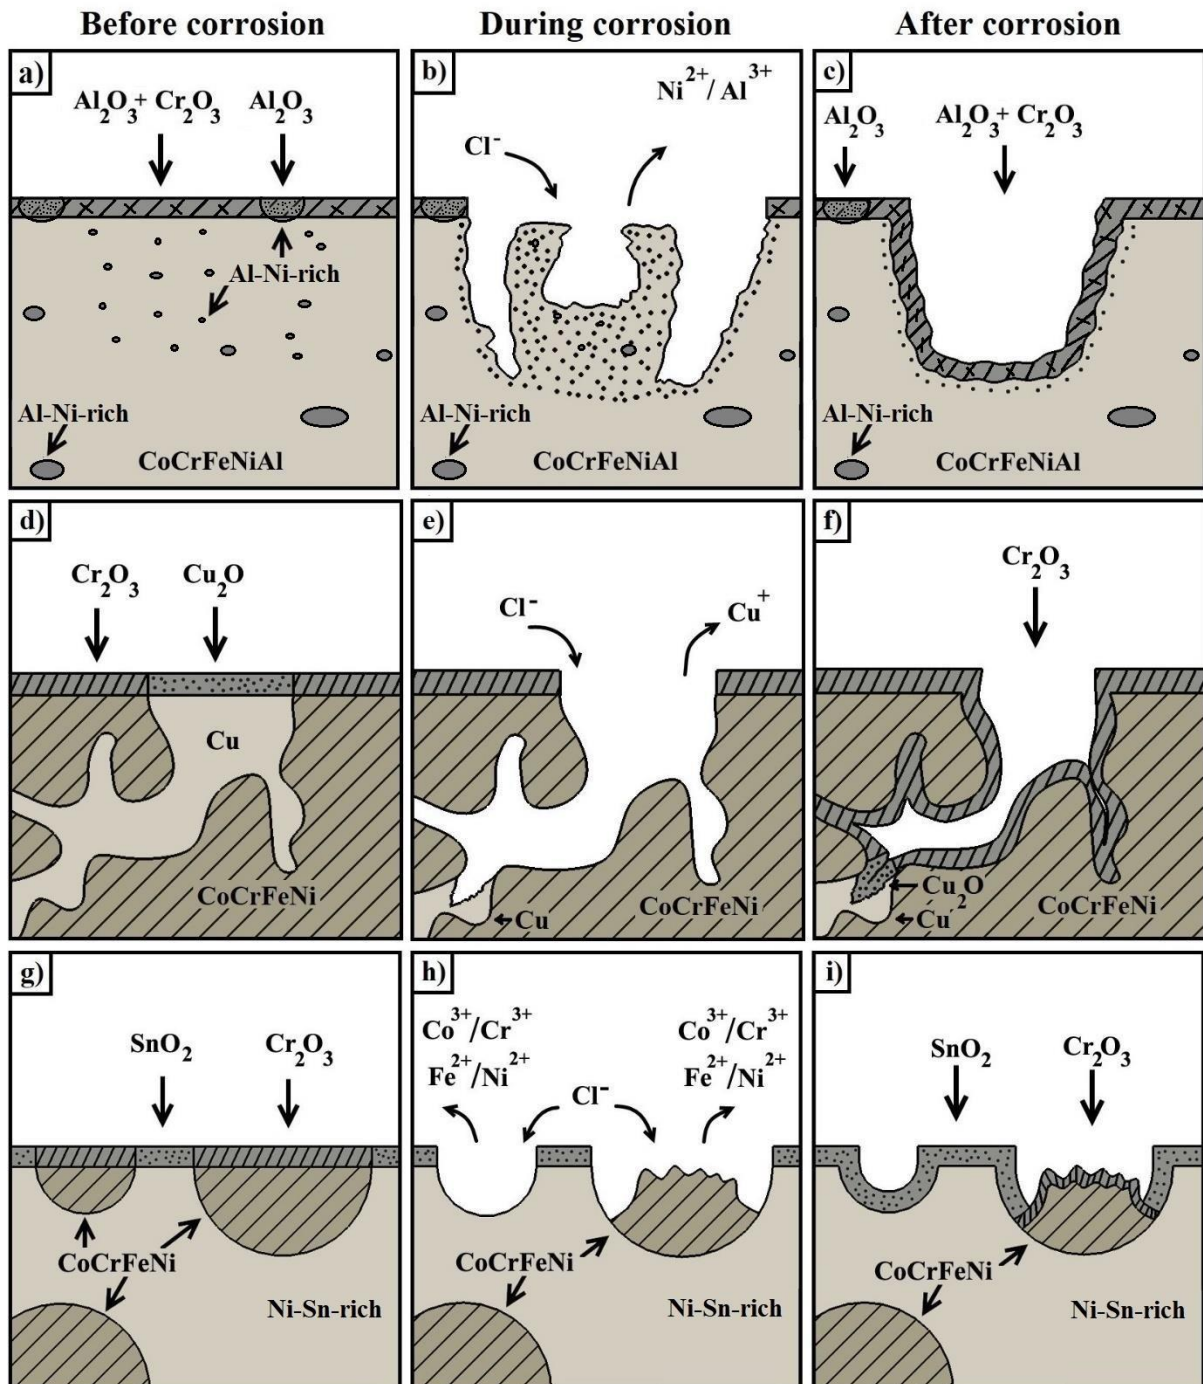 Before corrosion
During corrosion
After corrosion
a)
Al₂O₃+ Cr₂O₃
Al₂O₃
Al-Ni-rich
Al-Ni-rich
CoCrFeNiAl
b)
Ni²⁺/Al³⁺
Cl⁻
Al-Ni-rich
CoCrFeNiAl
c)
Al₂O₃
Al₂O₃+ Cr₂O₃
Al-Ni-rich
CoCrFeNiAl
d)
Cr₂O₃
Cu₂O
Cu
CoCrFeNi
e)
Cl⁻
Cu⁺
CoCrFeNi
Cu
f)
Cr₂O₃
Cu₂O
Cu
CoCrFeNi
g)
SnO₂
Cr₂O₃
CoCrFeNi
Ni-Sn-rich
h)
Co³⁺/Cr³⁺
Fe²⁺/Ni²⁺
Co³⁺/Cr³⁺
Fe²⁺/Ni²⁺
Cl⁻
CoCrFeNi
Ni-Sn-rich
i)
SnO₂
Cr₂O₃
CoCrFeNi
Ni-Sn-rich